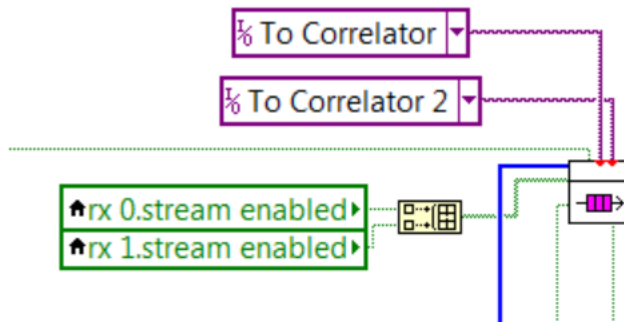 I/O To Correlator
I/O To Correlator 2
rx 0.stream enabled
rx 1.stream enabled